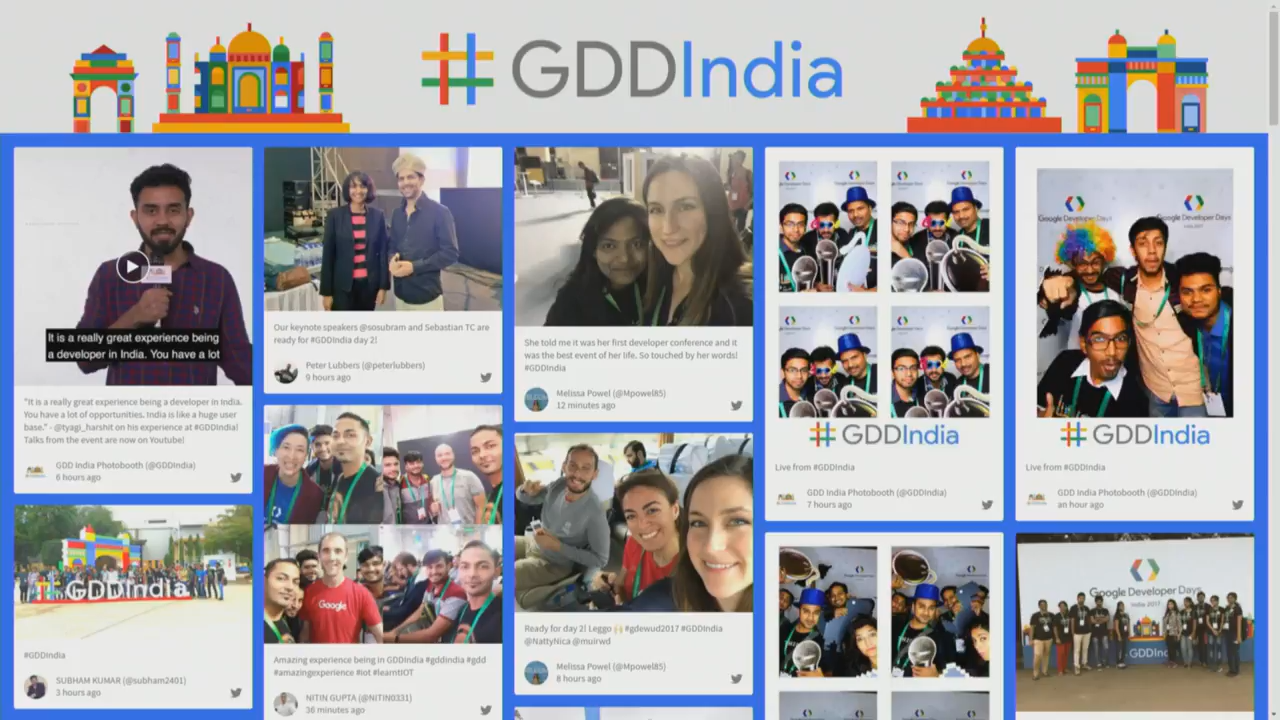 #GDDIndia
It is a really great experience being
a developer in India. You have a lot
"It is a really great experience being a developer in India.
You have a lot of opportunities. India is like a huge user
base." - @tyagi_harshit on his experience at #GDDIndia!
Talks from the event are now on Youtube!
GDD India Photobooth (@GDDIndia)
6 hours ago
#GDDIndia
#GDDIndia
SUBHAM KUMAR (@subham2401)
3 hours ago
Our keynote speakers @sosubram and Sebastian TC are
ready for #GDDIndia day 2!
Peter Lubbers (@peterlubbers)
9 hours ago
Google
Amazing experience being in GDDIndia #gddindia #gdd
#amazingexperience #iot #learntIOT
NITIN GUPTA (@NITIN0331)
36 minutes ago
She told me it was her first developer conference and it
was the best event of her life. So touched by her words!
#GDDIndia
Melissa Powel (@Mpowel85)
12 minutes ago
Ready for day 2! Leggo 🙌 #gdewud2017 #GDDIndia
@NattyNica @muirwd
Melissa Powel (@Mpowel85)
8 hours ago
#GDDIndia
Live from #GDDIndia
GDD India Photobooth (@GDDIndia)
7 hours ago
Google Developer Days
Google Developer Days
India 2017
#GDDIndia
Live from #GDDIndia
GDD India Photobooth (@GDDIndia)
an hour ago
Google Developer Days
India 2017
GDDInd